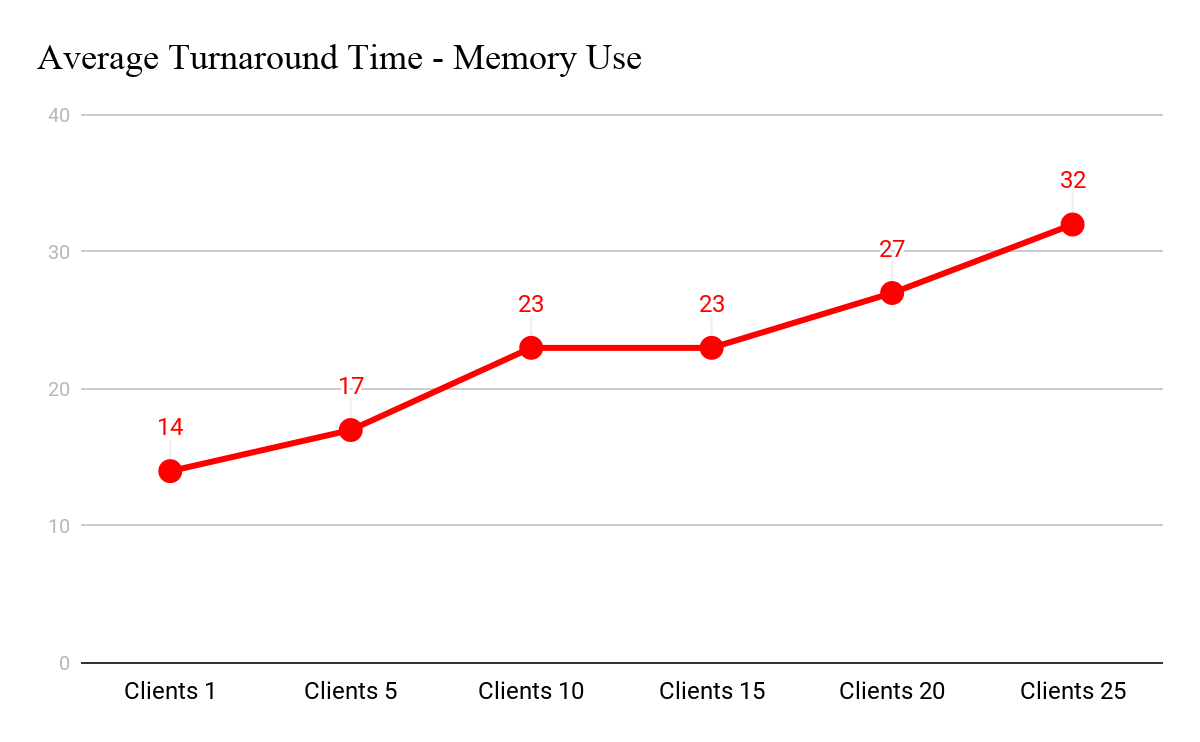 Average Turnaround Time - Memory Use
40
32
30
27
23
23
20
17
14
10
0
Clients 1
Clients 5
Clients 10
Clients 15
Clients 20
Clients 25